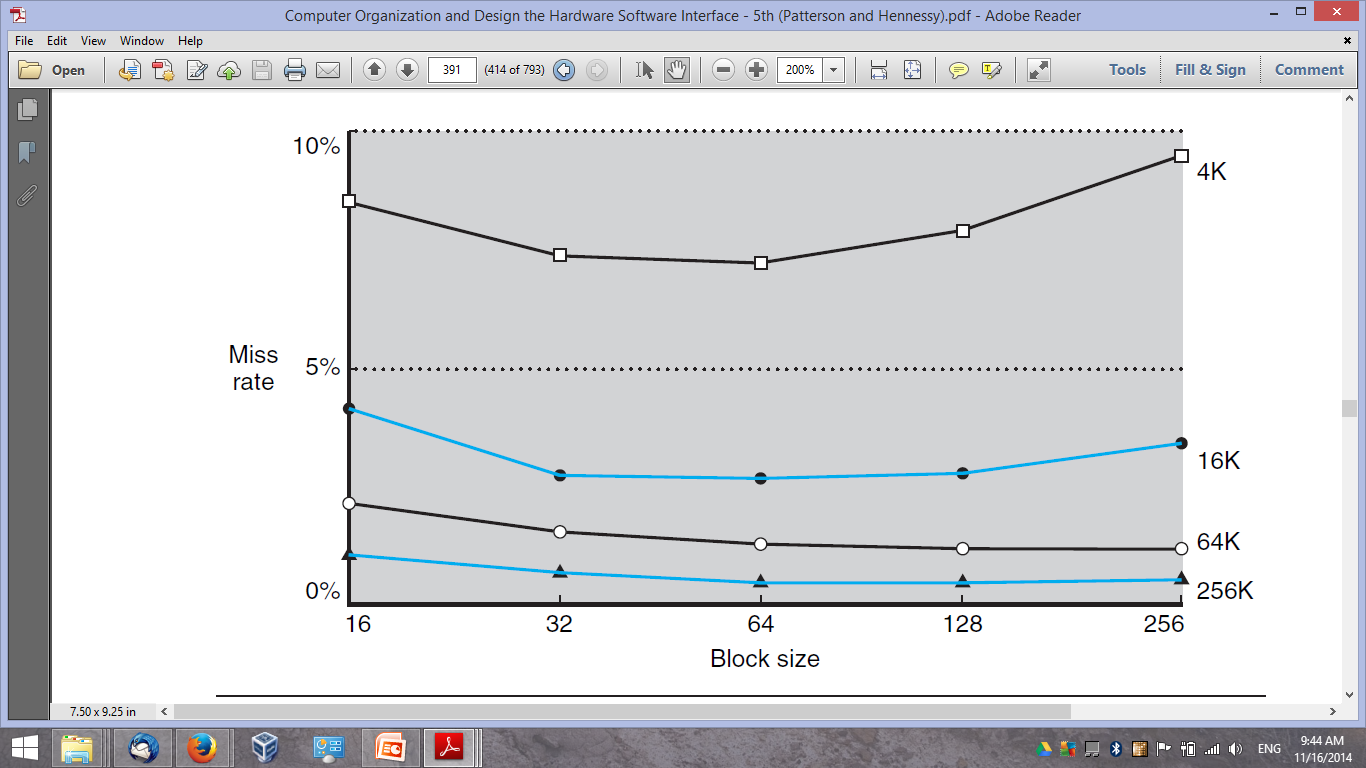 Computer Organization and Design the Hardware Software Interface - 5th (Patterson and Hennessy).pdf - Adobe Reader
File Edit View Window Help
Open 391 (414 of 793) 200% Tools Fill & Sign Comment
10%
4K
Miss
rate
5%
16K
64K
0%
256K
16 32 64 128 256
Block size
7.50 x 9.25 in
ENG
9:44 AM
11/16/2014